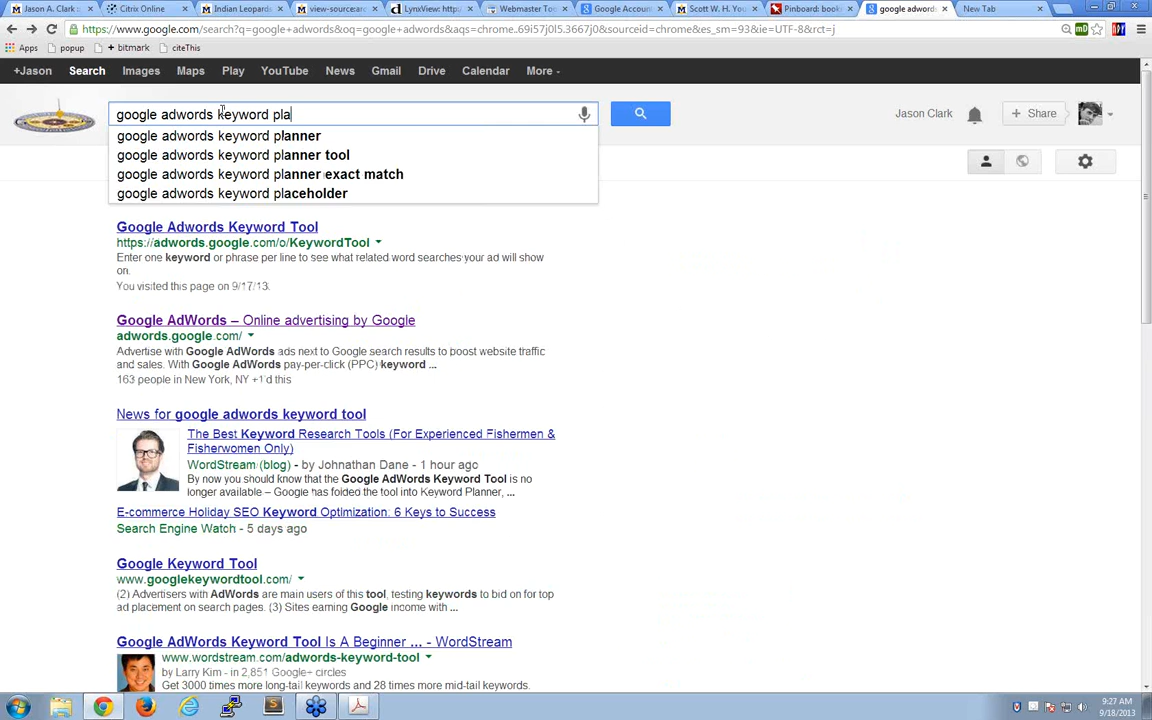 Jason A. Clark ~
Citrix Online
Indian Leopards
view-source:arc
LynxView: http:
Webmaster Too
Google Account
Scott W. H. You
Pinboard: book
google adwords
New Tab
https://www.google.com/search?q=google+adwords&oq=google+adwords&aqs=chrome..69i57j0l5.3667j0&sourceid=chrome&es_sm=93&ie=UTF-8&rct=j
Apps popup + bitmark citeThis
+Jason Search Images Maps Play YouTube News Gmail Drive Calendar More
google adwords keyword pla
Jason Clark + Share
google adwords keyword planner
google adwords keyword planner tool
google adwords keyword planner exact match
google adwords keyword placeholder
Google Adwords Keyword Tool
https://adwords.google.com/o/KeywordTool
Enter one keyword or phrase per line to see what related word searches your ad will show
on.
You visited this page on 9/17/13.
Google AdWords – Online advertising by Google
adwords.google.com/
Advertise with Google AdWords ads next to Google search results to boost website traffic
and sales. With Google AdWords pay-per-click (PPC) keyword ...
163 people in New York, NY +1'd this
News for google adwords keyword tool
The Best Keyword Research Tools (For Experienced Fishermen &
Fisherwomen Only)
WordStream (blog) - by Johnathan Dane - 1 hour ago
By now you should know that the Google AdWords Keyword Tool is no
longer available – Google has folded the tool into Keyword Planner, ...
E-commerce Holiday SEO Keyword Optimization: 6 Keys to Success
Search Engine Watch - 5 days ago
Google Keyword Tool
www.googlekeywordtool.com/
(2) Advertisers with AdWords are main users of this tool, testing keywords to bid on for top
ad placement on search pages. (3) Sites earning Google income with ...
Google AdWords Keyword Tool Is A Beginner ... - WordStream
www.wordstream.com/adwords-keyword-tool
by Larry Kim - in 2,851 Google+ circles
Get 3000 times more long-tail keywords and 28 times more mid-tail keywords.
9:27 AM
9/18/2013